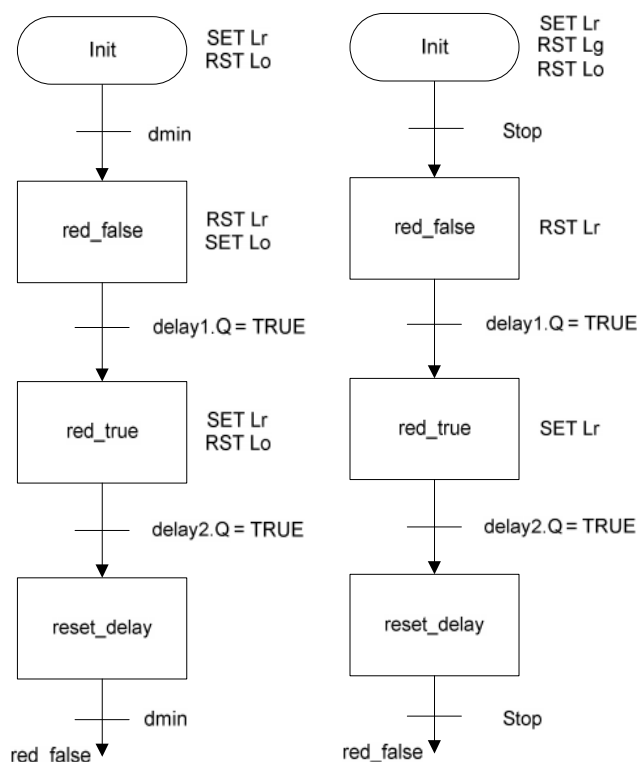 Init
SET Lr
RST Lo
dmin
red_false
RST Lr
SET Lo
delay1.Q = TRUE
red_true
SET Lr
RST Lo
delay2.Q = TRUE
reset_delay
dmin
red_false
Init
SET Lr
RST Lg
RST Lo
Stop
red_false
RST Lr
delay1.Q = TRUE
red_true
SET Lr
delay2.Q = TRUE
reset_delay
Stop
red_false